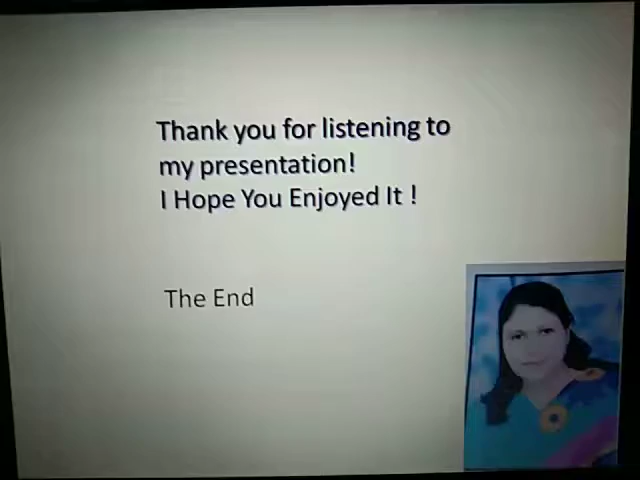 Thank you for listening to
my presentation!
I Hope You Enjoyed It !
The End